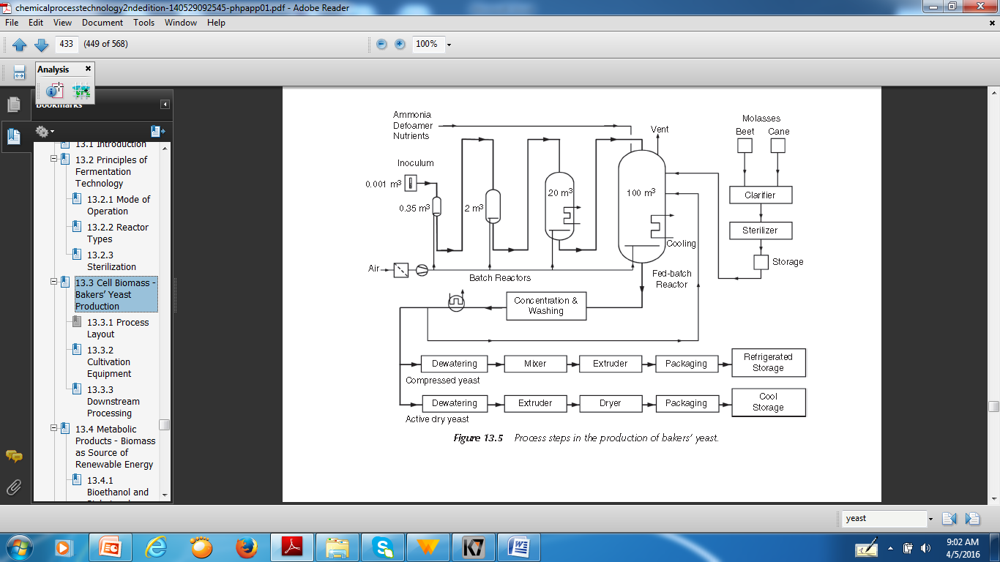 chemicalprocesstechnology2ndedition-140529092545-phpapp01.pdf - Adobe Reader
File Edit View Document Tools Window Help
433 (449 of 568) 100%
Analysis
Bookmarks
13.1 Introduction
13.2 Principles of
Fermentation
Technology
13.2.1 Mode of
Operation
13.2.2 Reactor
Types
13.2.3
Sterilization
13.3 Cell Biomass -
Bakers’ Yeast
Production
13.3.1 Process
Layout
13.3.2
Cultivation
Equipment
13.3.3
Downstream
Processing
13.4 Metabolic
Products - Biomass
as Source of
Renewable Energy
13.4.1
Bioethanol and
Ammonia
Defoamer
Nutrients
Vent
Molasses
Beet Cane
Inoculum
0.001 m³
0.35 m³
2 m³
20 m³
100 m³
Clarifier
Sterilizer
Storage
Cooling
Air
Batch Reactors
Fed-batch
Reactor
Concentration &
Washing
Dewatering Mixer Extruder Packaging Refrigerated
Storage
Compressed yeast
Dewatering Extruder Dryer Packaging Cool
Storage
Active dry yeast
Figure 13.5 Process steps in the production of bakers’ yeast.
yeast
K7
9:02 AM
4/5/2016